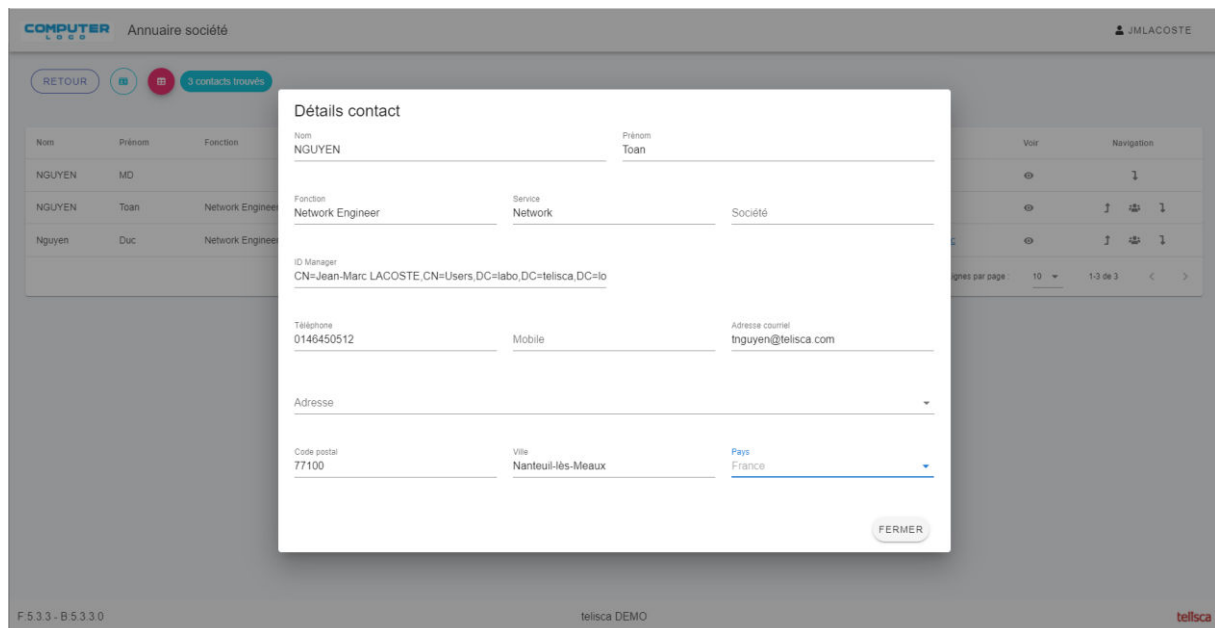 COMPUTER LOGO Annuaire société JMLACOSTE
RETOUR 3 contacts trouvés
Détails contact
Nom Prénom
NGUYEN Toan
Nom Prénom Fonction Voir Navigation
NGUYEN MD
Fonction Service
Network Engineer Network Société
NGUYEN Toan Network Engineer
Nguyen Duc Network Engineer
ID Manager
CN=Jean-Marc LACOSTE,CN=Users,DC=labo,DC=telisca,DC=lo
ignes par page : 10 1-3 de 3
Téléphone Adresse courriel
0146450512 Mobile tnguyen@telisca.com
Adresse
Code postal Ville Pays
77100 Nanteuil-lès-Meaux France
FERMER
F:5.3.3 - B:5.3.3.0 telisca DEMO telisca